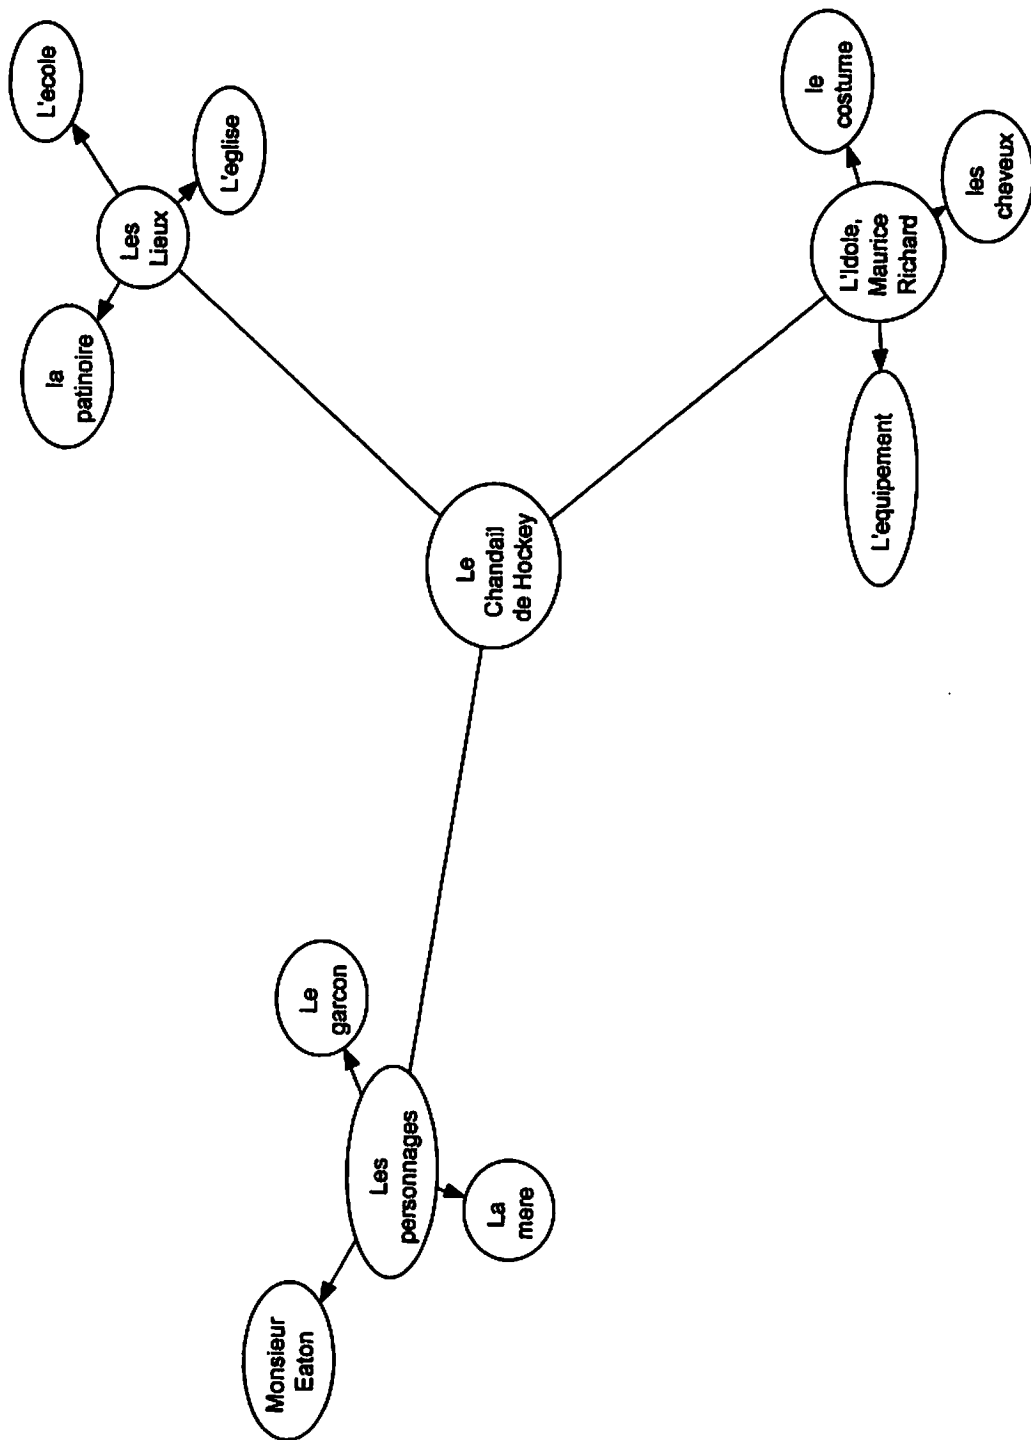 L'ecole
Les
Lieux
L'eglise
la
patinoire
Le
Chandail
de Hockey
le
costume
L'Idole,
Maurice
Richard
les
cheveux
L'equipement
Le
garcon
Les
personnages
La
mere
Monsieur
Eaton